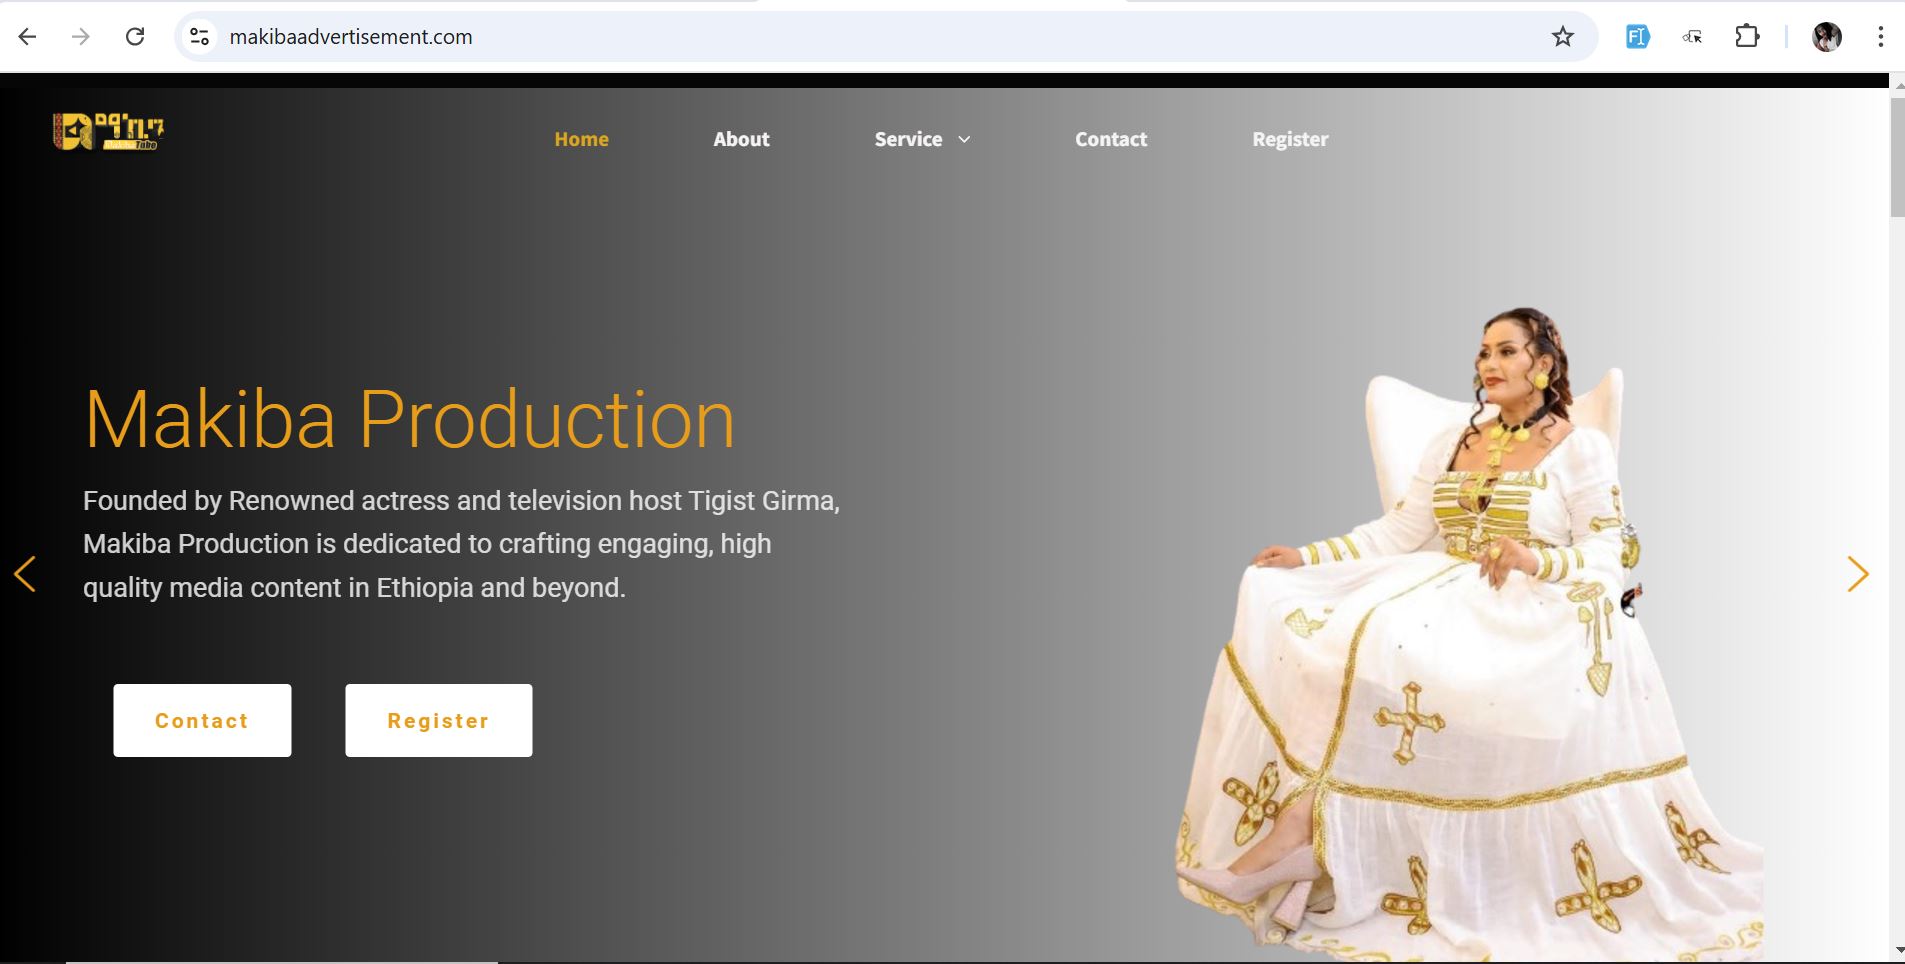 makibaadvertisement.com
Home
About
Service
Contact
Register
Makiba Production
Founded by Renowned actress and television host Tigist Girma,
Makiba Production is dedicated to crafting engaging, high
quality media content in Ethiopia and beyond.
Contact
Register